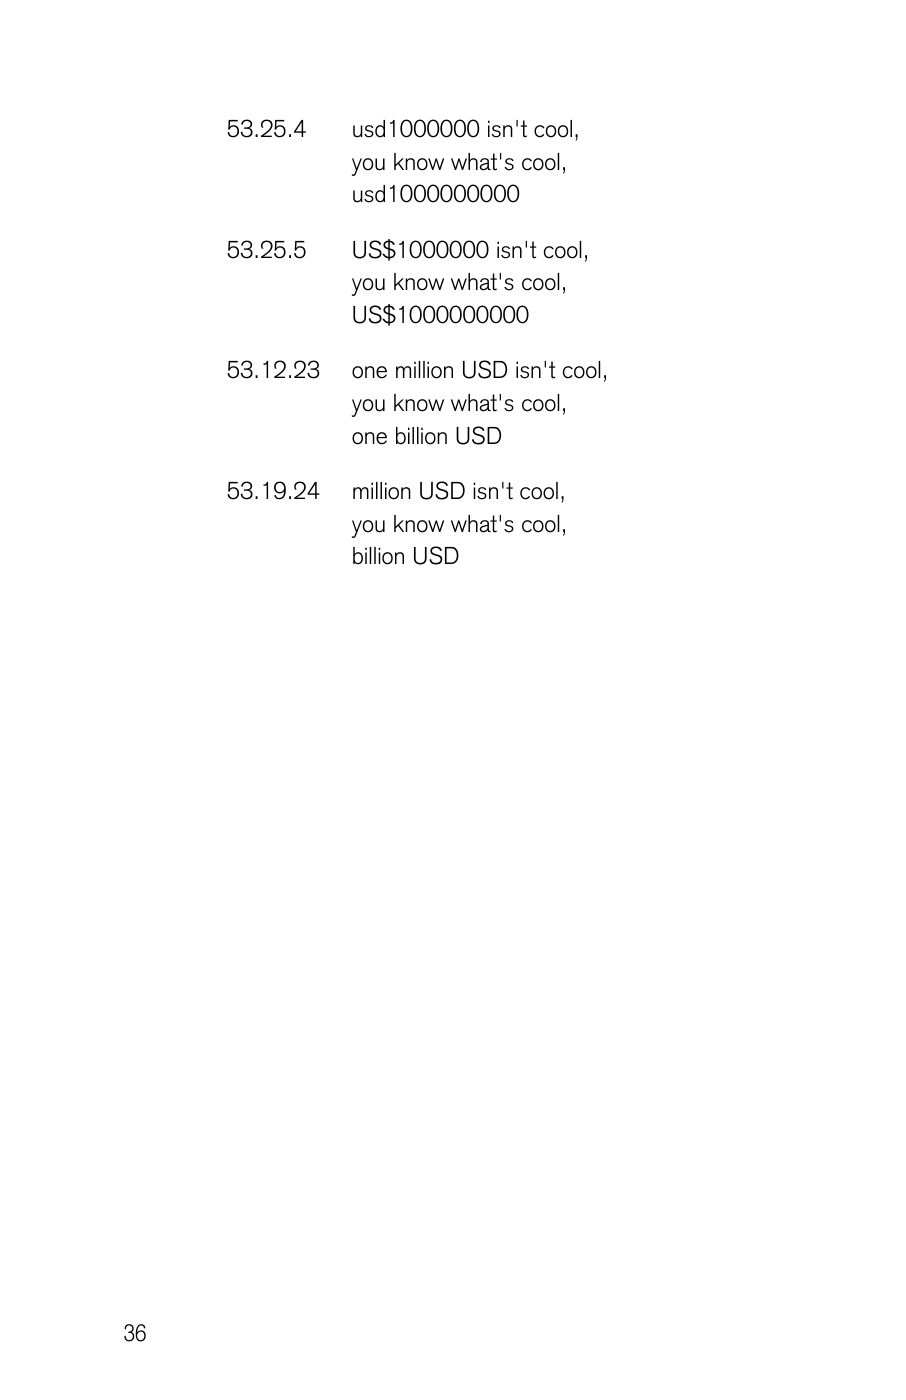 53.25.4 usd1000000 isn't cool,
you know what's cool,
usd1000000000
53.25.5 US$1000000 isn't cool,
you know what's cool,
US$1000000000
53.12.23 one million USD isn't cool,
you know what's cool,
one billion USD
53.19.24 million USD isn't cool,
you know what's cool,
billion USD
36